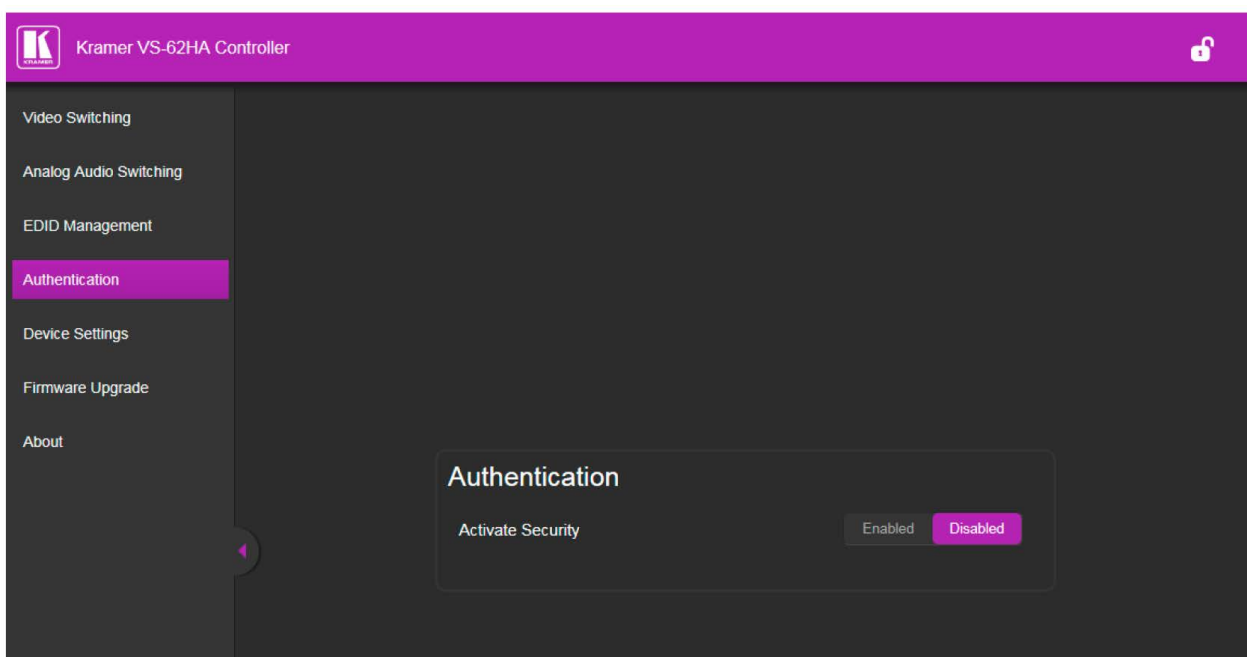 KRAMER
Kramer VS-62HA Controller
Video Switching
Analog Audio Switching
EDID Management
Authentication
Device Settings
Firmware Upgrade
About
Authentication
Activate Security
Enabled
Disabled